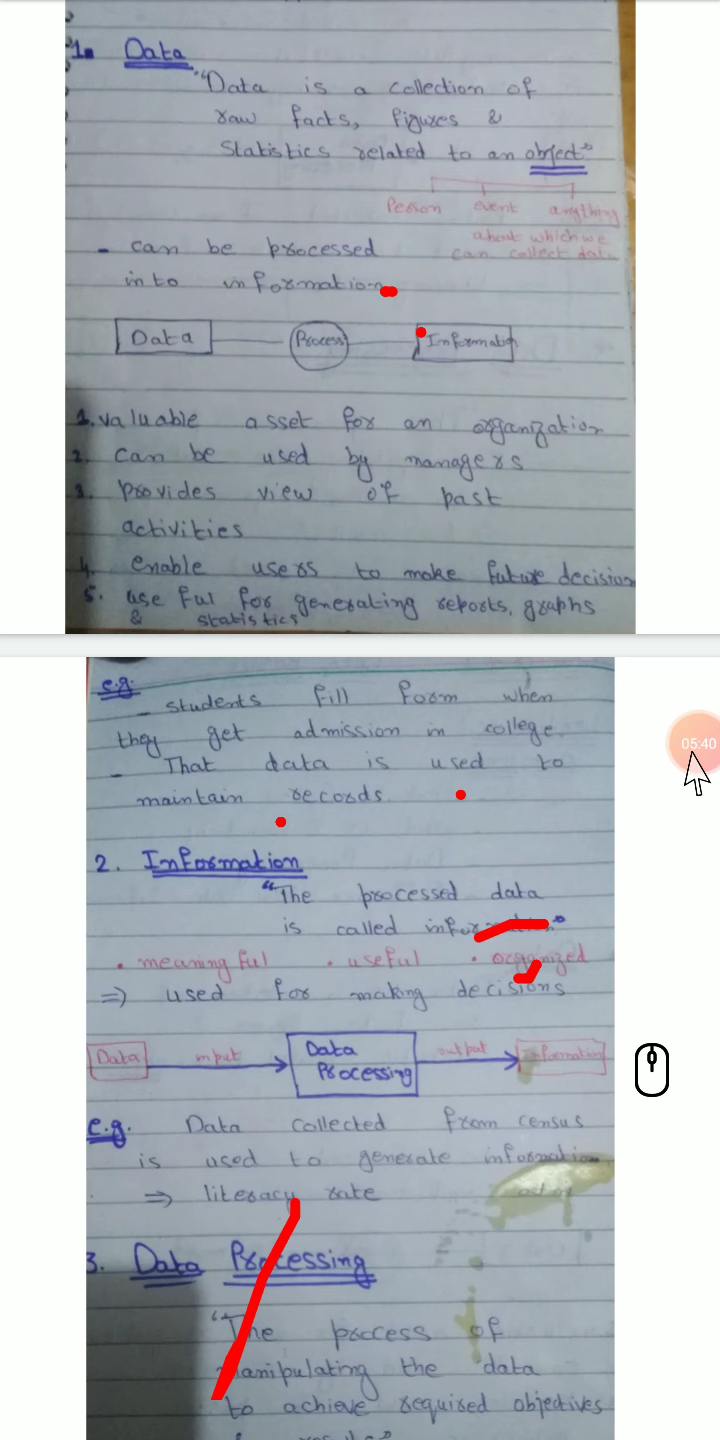 1. Data
"Data is a collection of
raw facts, figures &
Statistics related to an object"
Person event anything
about which we
can collect data
- can be processed
into information
Data Process Information
1. valuable asset for an organization
2. can be used by managers
3. provides view of past
activities
4. enable users to make future decision
5. useful for generating reports, graphs
& statistics
e.g.
- students fill form when
they get admission in college.
- That data is used to
maintain records.
05:40
2. Information
"The processed data
is called information"
• meaningful • useful • organized
⇒ used for making decisions
Data input Data Processing output Information
e.g. Data collected from census
is used to generate information
⇒ literacy rate
3. Data Processing
"The process of
manipulating the data
to achieve required objectives